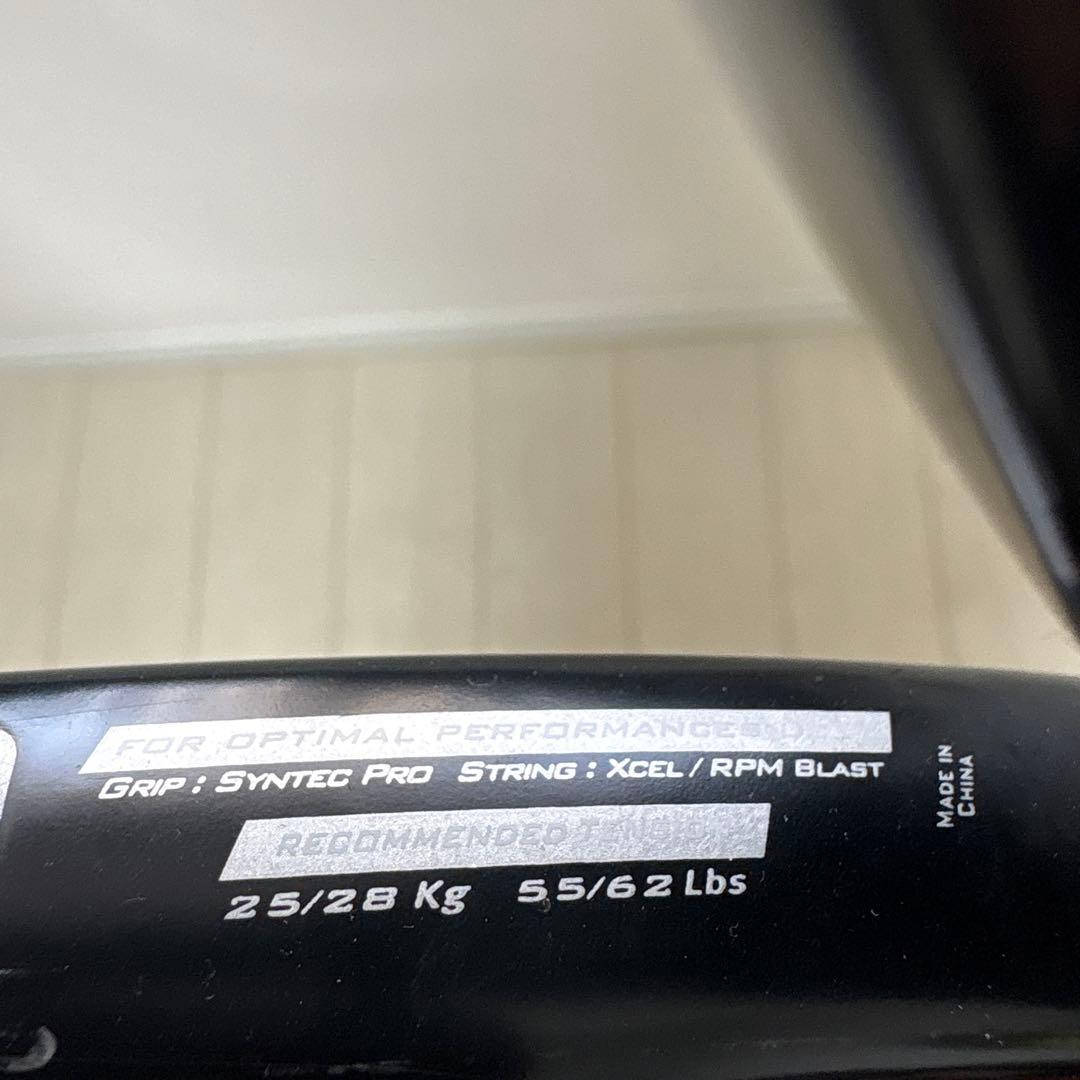 FOR OPTIMAL PERFORMANCES
GRIP : SYNTEC PRO STRING : XCEL / RPM BLAST
RECOMMENDED
25/28 Kg 55/62 Lbs
MADE IN
CHINA